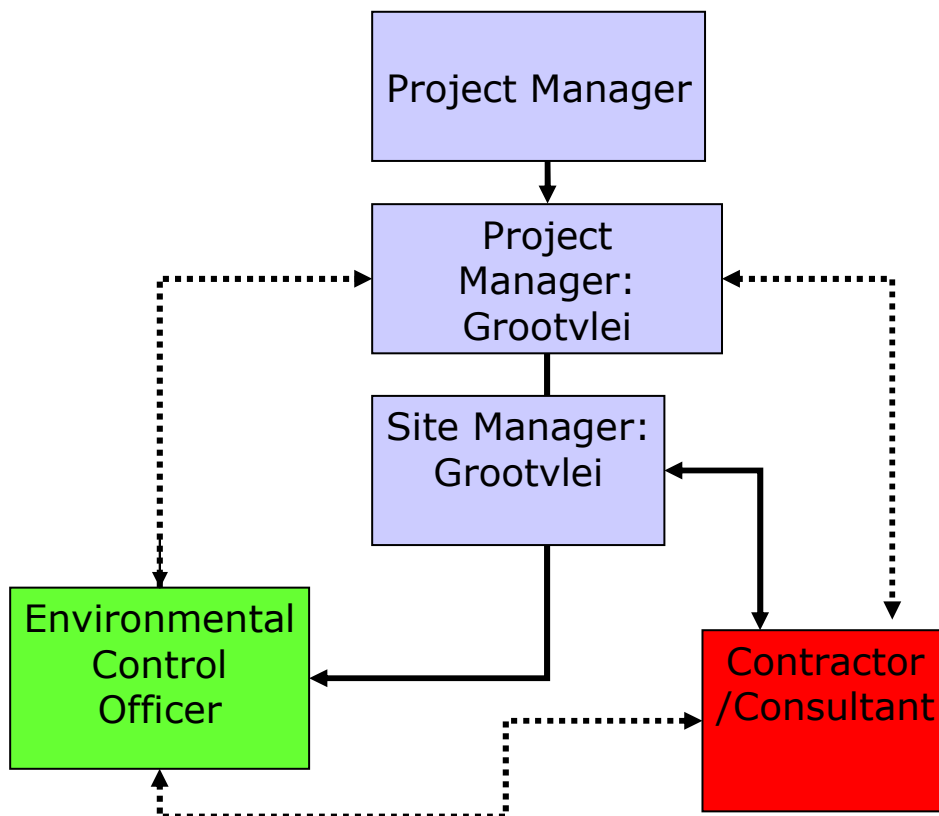 Project Manager
Project
Manager:
Grootvlei
Site Manager:
Grootvlei
Environmental
Control
Officer
Contractor
/Consultant